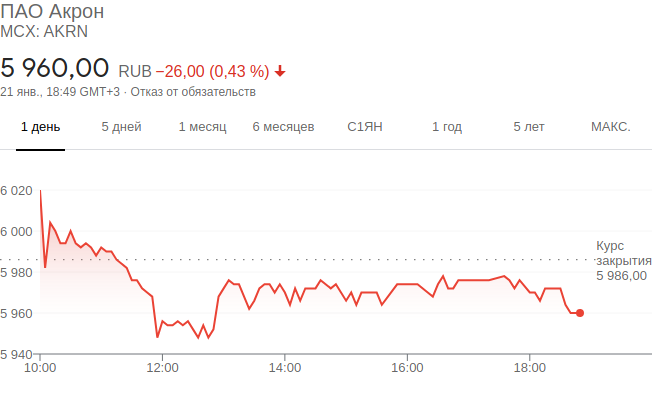 ПАО Акрон
MCX: AKRN
5 960,00 RUB −26,00 (0,43 %)
21 янв., 18:49 GMT+3 · Отказ от обязательств
1 день 5 дней 1 месяц 6 месяцев С1ЯН 1 год 5 лет МАКС.
6 020
6 000
Курс
закрытия
5 986,00
5 980
5 960
5 940
10:00 12:00 14:00 16:00 18:00